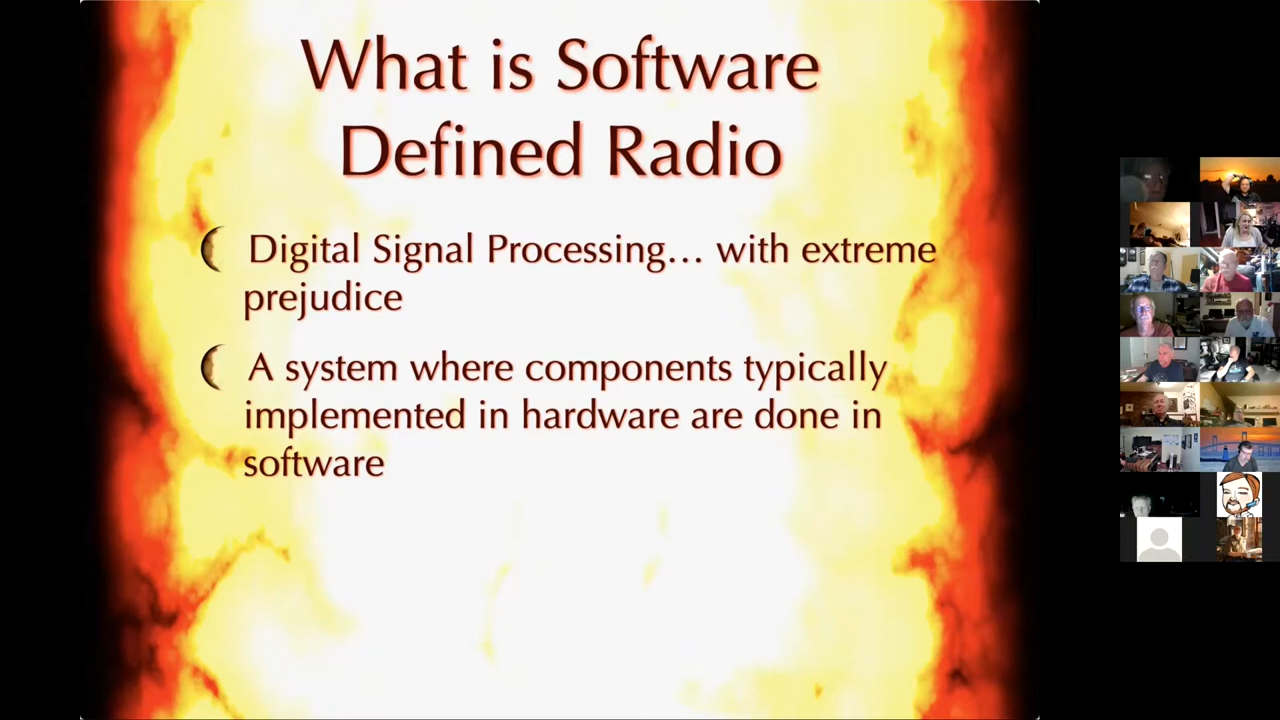 What is Software
Defined Radio
Digital Signal Processing... with extreme
prejudice
A system where components typically
implemented in hardware are done in
software